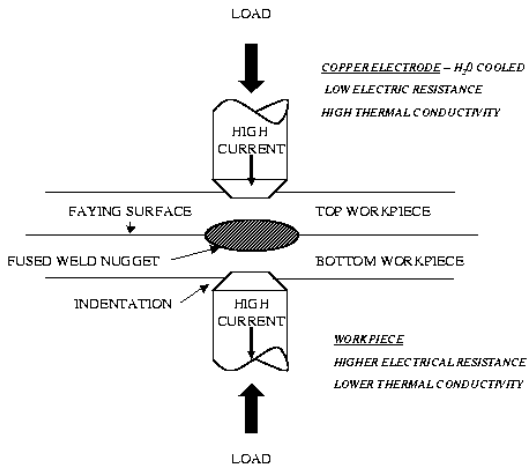 LOAD
COPPER ELECTRODE – H₂O COOLED
LOW ELECTRIC RESISTANCE
HIGH THERMAL CONDUCTIVITY
HIGH
CURRENT
FAYING SURFACE
TOP WORKPIECE
FUSED WELD NUGGET
BOTTOM WORKPIECE
INDENTATION
HIGH
CURRENT
WORKPIECE
HIGHER ELECTRICAL RESISTANCE
LOWER THERMAL CONDUCTIVITY
LOAD